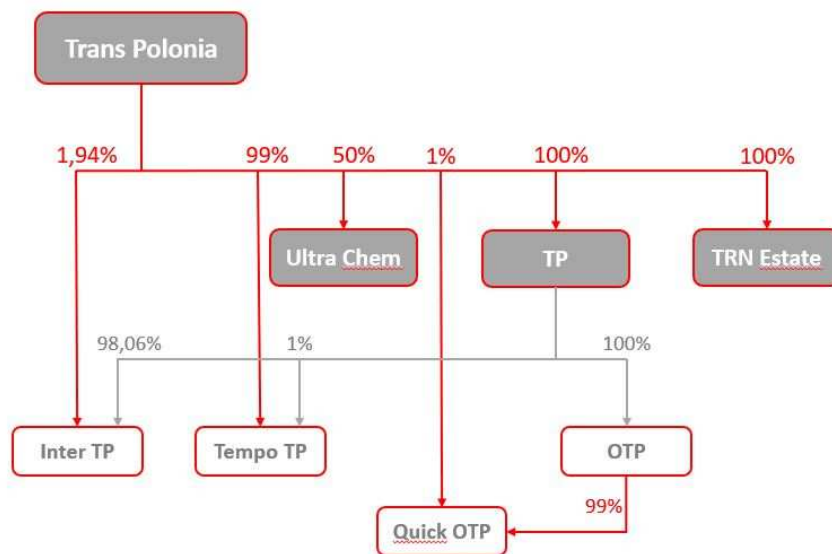 Trans Polonia
1,94% 99% 50% 1% 100% 100%
Ultra Chem TP TRN Estate
98,06% 1% 100%
Inter TP Tempo TP OTP
99%
Quick OTP